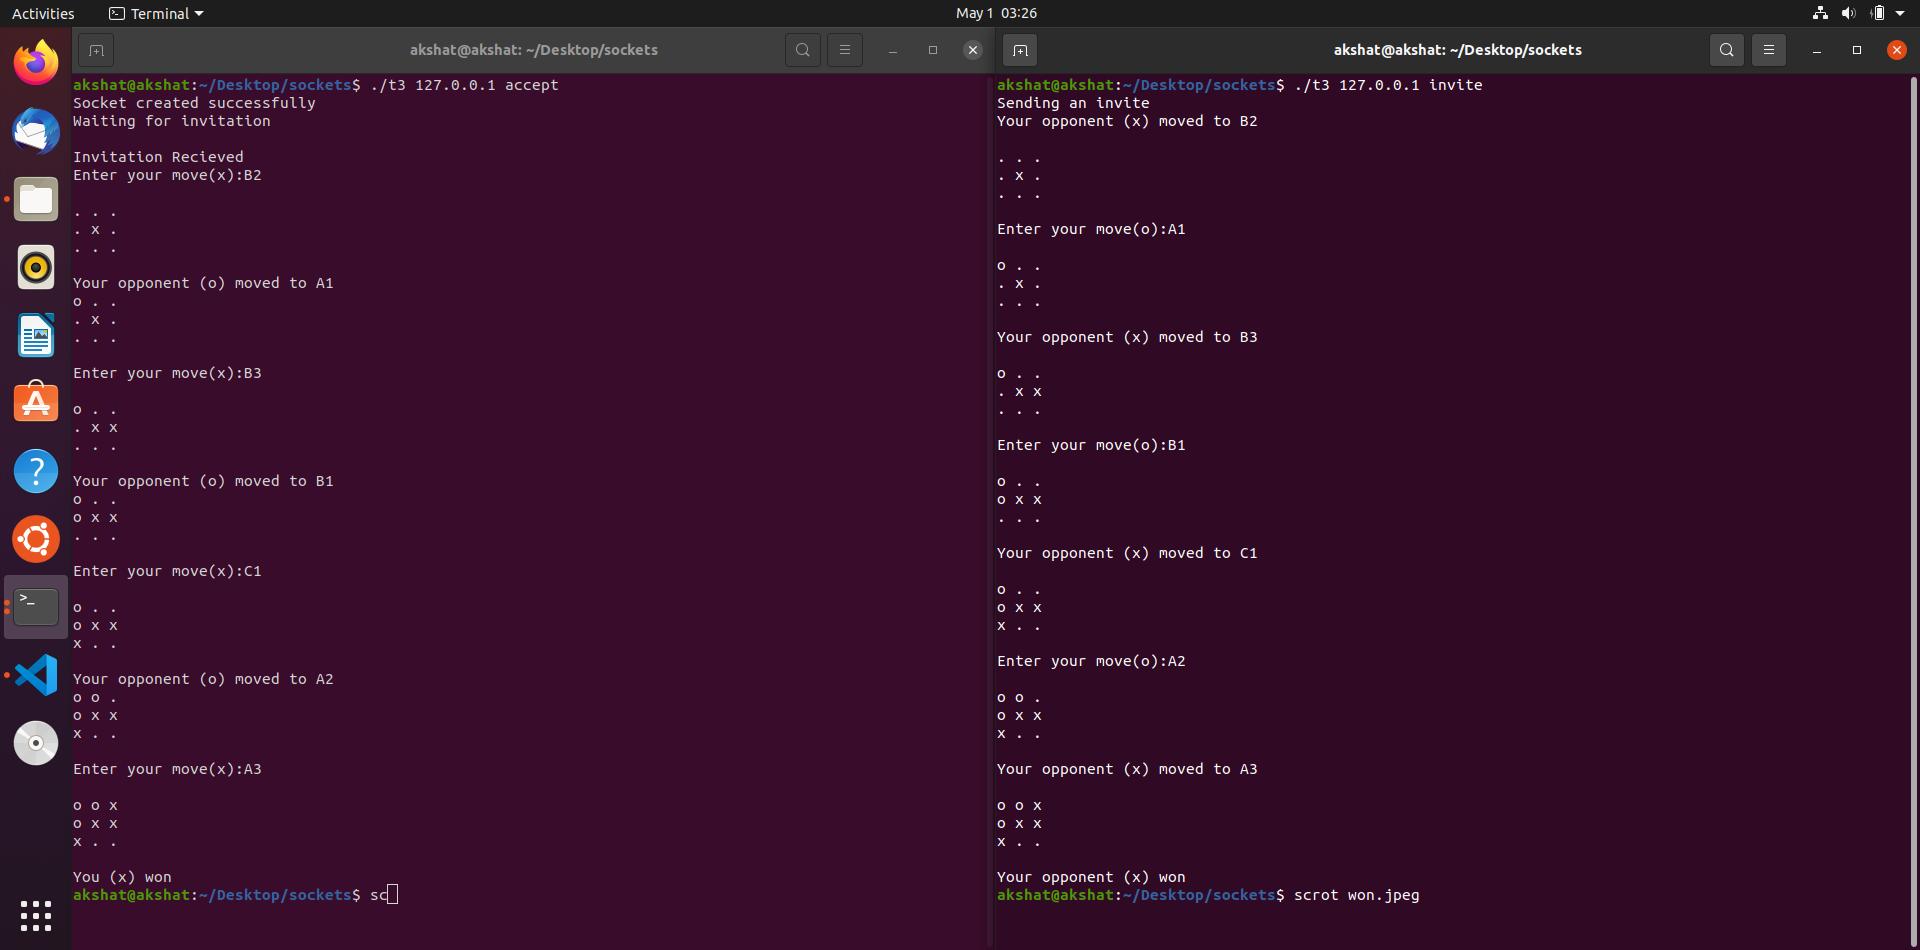 Activities
Terminal
May 1 03:26
akshat@akshat: ~/Desktop/sockets
akshat@akshat:~/Desktop/sockets$ ./t3 127.0.0.1 accept
Socket created successfully
Waiting for invitation
Invitation Recieved
Enter your move(x):B2
. . .
. x .
. . .
Your opponent (o) moved to A1
o . .
. x .
. . .
Enter your move(x):B3
o . .
. x x
. . .
Your opponent (o) moved to B1
o . .
o x x
. . .
Enter your move(x):C1
o . .
o x x
x . .
Your opponent (o) moved to A2
o o .
o x x
x . .
Enter your move(x):A3
o o x
o x x
x . .
You (x) won
akshat@akshat:~/Desktop/sockets$ sc
akshat@akshat: ~/Desktop/sockets
akshat@akshat:~/Desktop/sockets$ ./t3 127.0.0.1 invite
Sending an invite
Your opponent (x) moved to B2
. . .
. x .
. . .
Enter your move(o):A1
o . .
. x .
. . .
Your opponent (x) moved to B3
o . .
. x x
. . .
Enter your move(o):B1
o . .
o x x
. . .
Your opponent (x) moved to C1
o . .
o x x
x . .
Enter your move(o):A2
o o .
o x x
x . .
Your opponent (x) moved to A3
o o x
o x x
x . .
Your opponent (x) won
akshat@akshat:~/Desktop/sockets$ scrot won.jpeg